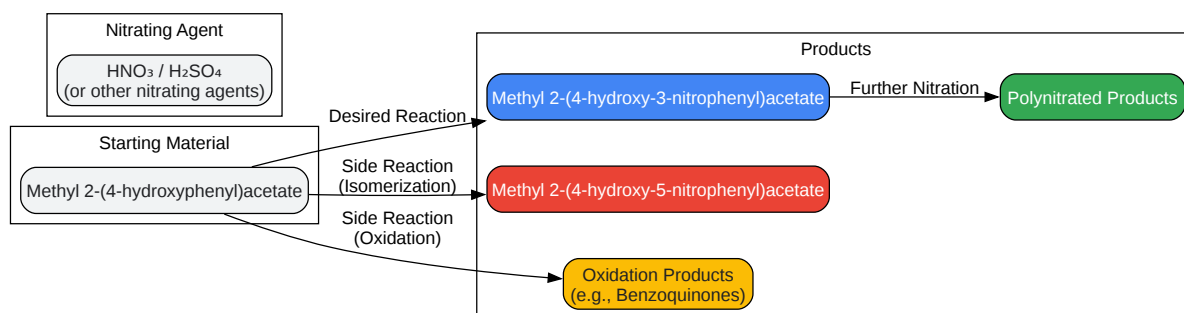 Nitrating Agent
HNO₃ / H₂SO₄
(or other nitrating agents)
Starting Material
Methyl 2-(4-hydroxyphenyl)acetate
Desired Reaction
Side Reaction
(Isomerization)
Side Reaction
(Oxidation)
Products
Methyl 2-(4-hydroxy-3-nitrophenyl)acetate
Further Nitration
Polynitrated Products
Methyl 2-(4-hydroxy-5-nitrophenyl)acetate
Oxidation Products
(e.g., Benzoquinones)